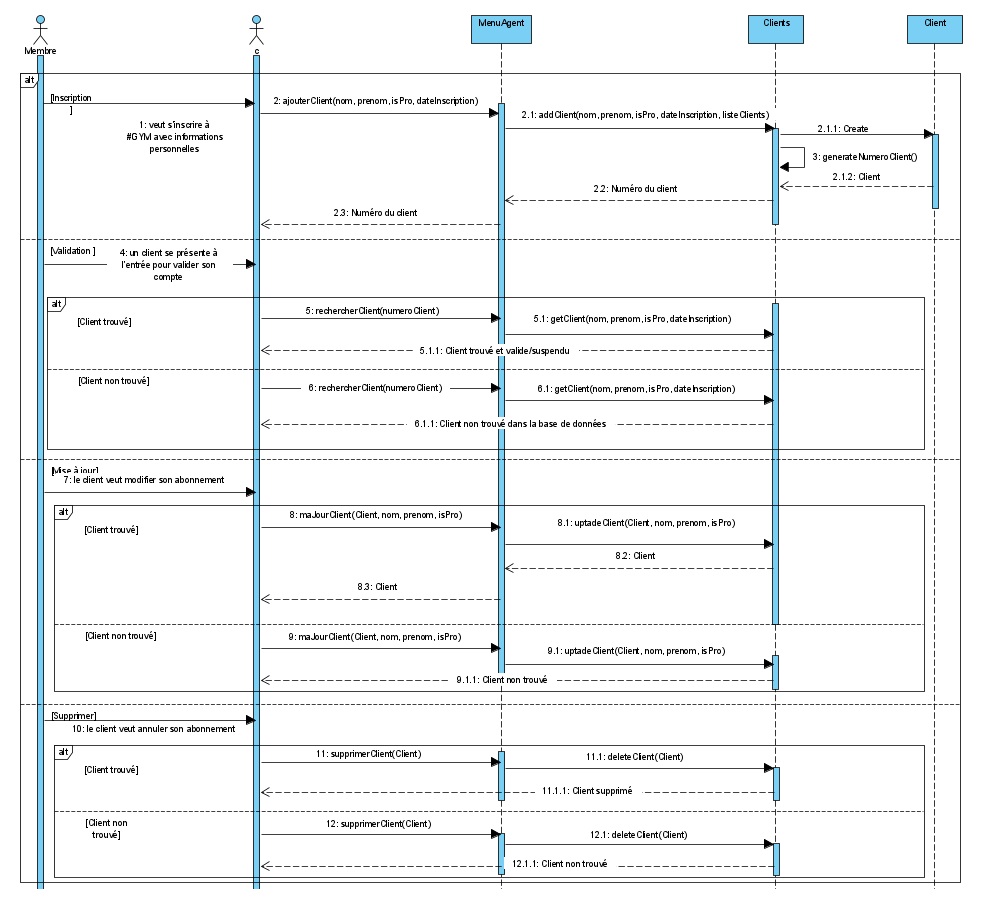 MenuAgent
Clients
Client
Membre
c
alt
[Inscription
]
1: veut s'inscrire à
#GYM avec informations
personnelles
2: ajouterClient(nom, prenom, isPro, dateInscription)
2.1: addClient(nom, prenom, isPro, dateInscription, listeClients)
2.1.1: Create
3: generateNumeroClient()
2.1.2: Client
2.2: Numéro du client
2.3: Numéro du client
[Validation ]
4: un client se présente à
l'entrée pour valider son
compte
alt
[Client trouvé]
5: rechercherClient(numeroClient)
5.1: getClient(nom, prenom, isPro, dateInscription)
5.1.1: Client trouvé et valide/suspendu
[Client non trouvé]
6: rechercherClient(numeroClient)
6.1: getClient(nom, prenom, isPro, dateInscription)
6.1.1: Client non trouvé dans la base de données
[Mise à jour]
7: le client veut modifier son abonnement
alt
[Client trouvé]
8: maJourClient(Client, nom, prenom, isPro)
8.1: uptadeClient(Client, nom, prenom, isPro)
8.2: Client
8.3: Client
[Client non trouvé]
9: maJourClient(Client, nom, prenom, isPro)
9.1: uptadeClient(Client, nom, prenom, isPro)
9.1.1: Client non trouvé
[Supprimer]
10: le client veut annuler son abonnement
alt
[Client trouvé]
11: supprimerClient(Client)
11.1: deleteClient(Client)
11.1.1: Client supprimé
[Client non
trouvé]
12: supprimerClient(Client)
12.1: deleteClient(Client)
12.1.1: Client non trouvé